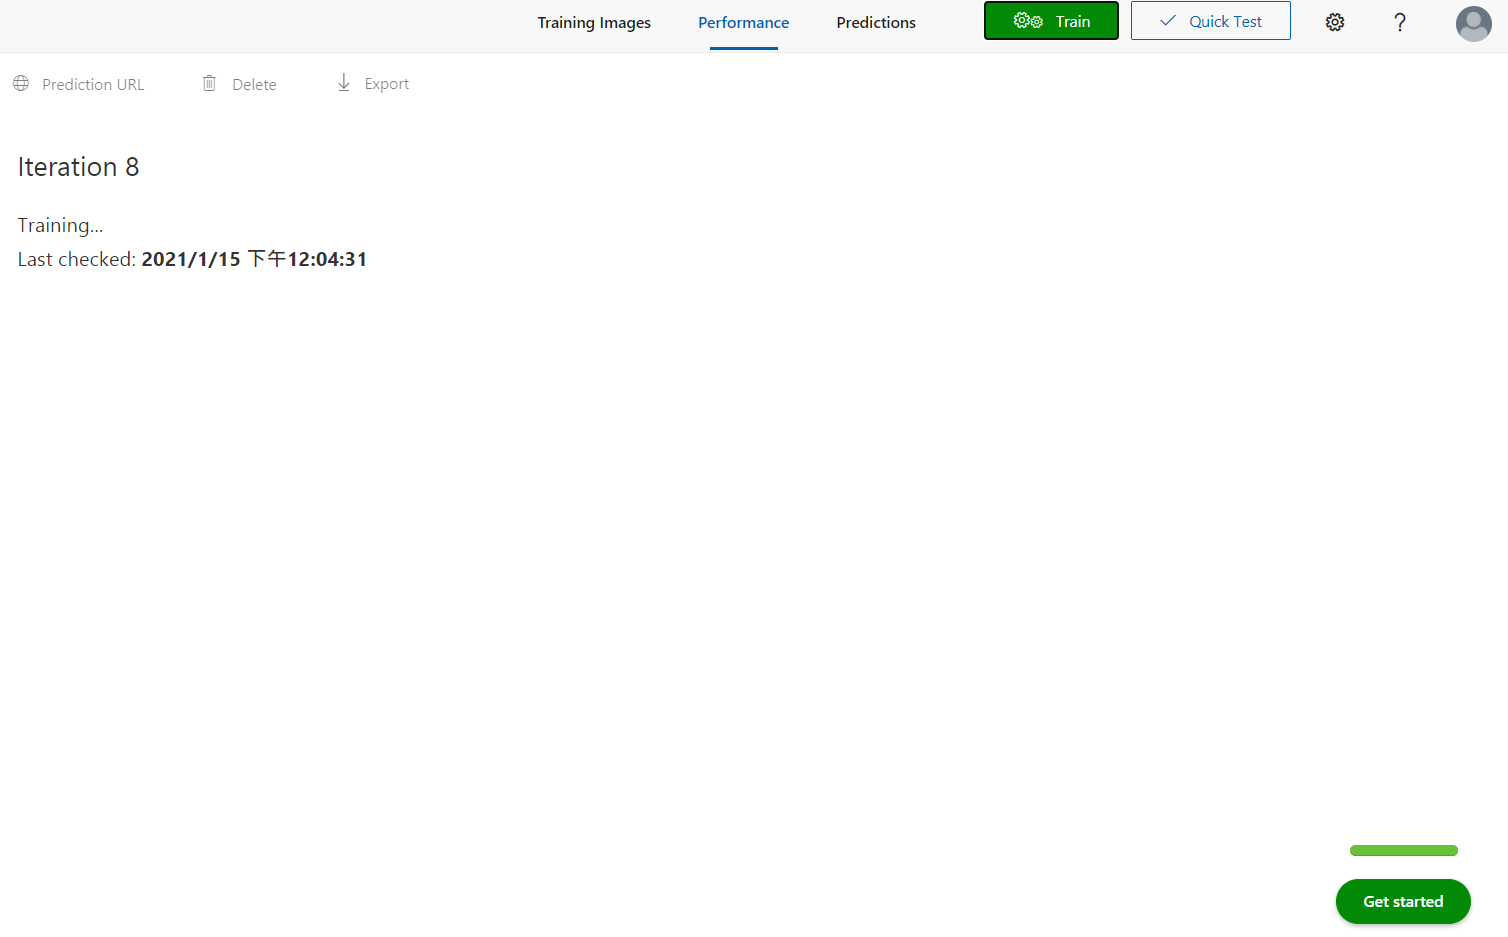 Training Images Performance Predictions Train Quick Test ?
Prediction URL Delete Export
Iteration 8
Training...
Last checked: 2021/1/15 下午12:04:31
Get started